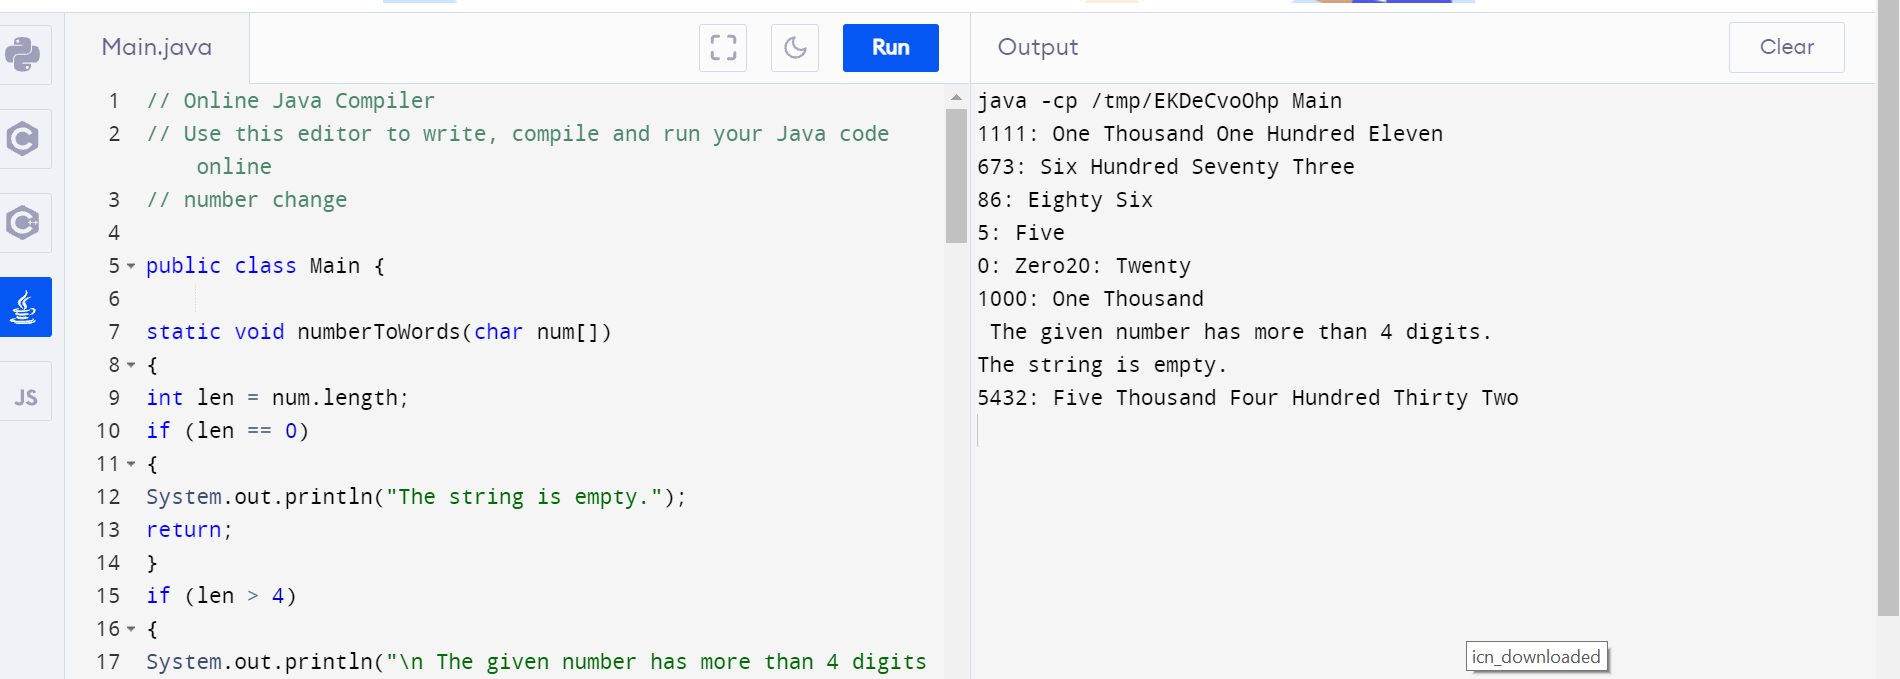 Main.java
Run
Output
Clear
JS
1 // Online Java Compiler
2 // Use this editor to write, compile and run your Java code
online
3 // number change
4
5 public class Main {
6
7 static void numberToWords(char num[])
8 {
9 int len = num.length;
10 if (len == 0)
11 {
12 System.out.println("The string is empty.");
13 return;
14 }
15 if (len > 4)
16 {
17 System.out.println("\n The given number has more than 4 digits
java -cp /tmp/EKDeCvoOhp Main
1111: One Thousand One Hundred Eleven
673: Six Hundred Seventy Three
86: Eighty Six
5: Five
0: Zero20: Twenty
1000: One Thousand
The given number has more than 4 digits.
The string is empty.
5432: Five Thousand Four Hundred Thirty Two
icn_downloaded